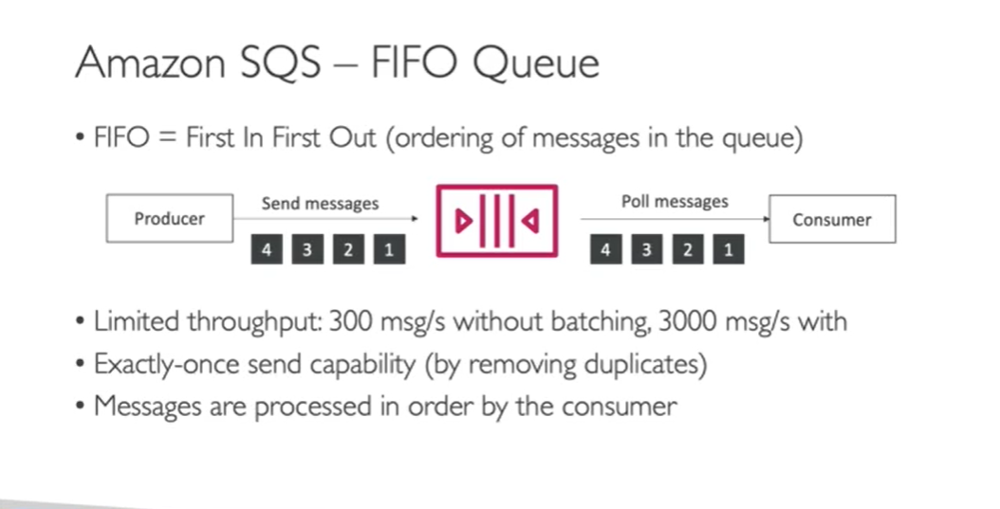 Amazon SQS – FIFO Queue
• FIFO = First In First Out (ordering of messages in the queue)
Producer
Send messages
4 3 2 1
Poll messages
4 3 2 1
Consumer
• Limited throughput: 300 msg/s without batching, 3000 msg/s with
• Exactly-once send capability (by removing duplicates)
• Messages are processed in order by the consumer